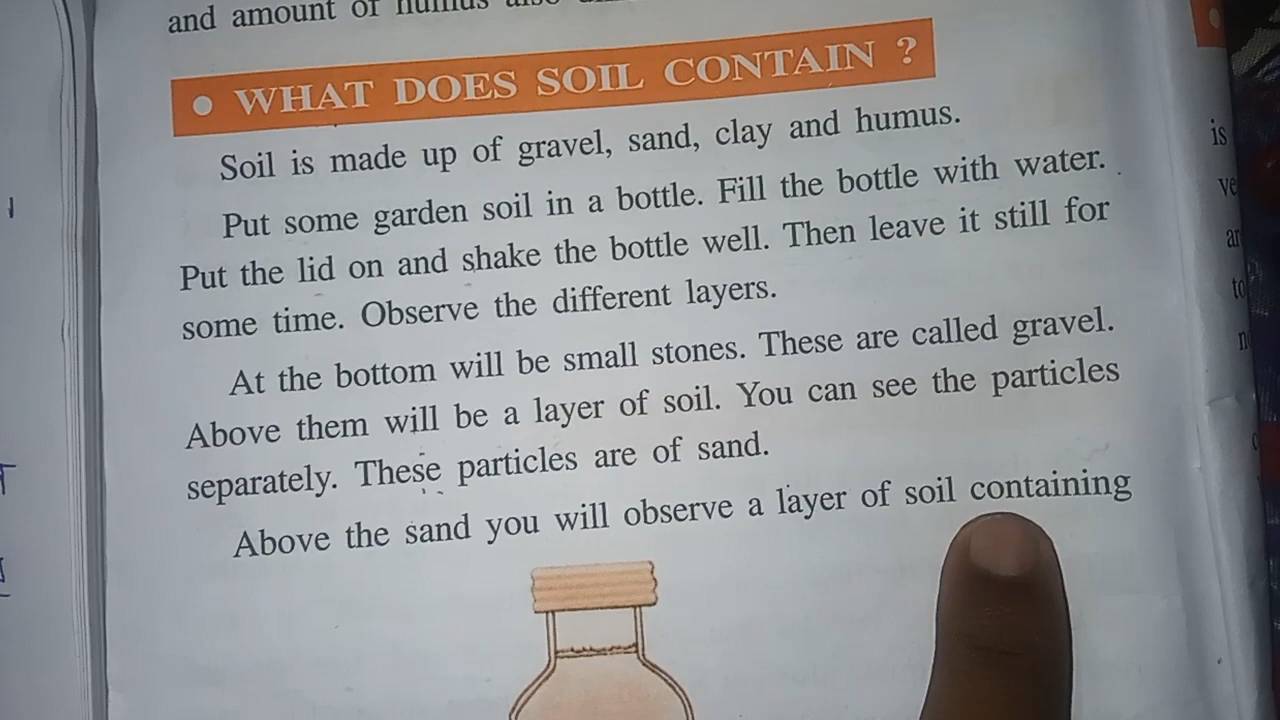 and amount of humus also
• WHAT DOES SOIL CONTAIN ?
Soil is made up of gravel, sand, clay and humus.
Put some garden soil in a bottle. Fill the bottle with water.
Put the lid on and shake the bottle well. Then leave it still for
some time. Observe the different layers.
At the bottom will be small stones. These are called gravel.
Above them will be a layer of soil. You can see the particles
separately. These particles are of sand.
Above the sand you will observe a layer of soil containing
is